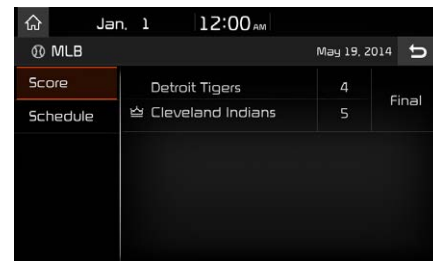 Jan. 1 12:00 AM
MLB May 19, 2014
Score
Detroit Tigers 4
Final
Schedule
Cleveland Indians 5